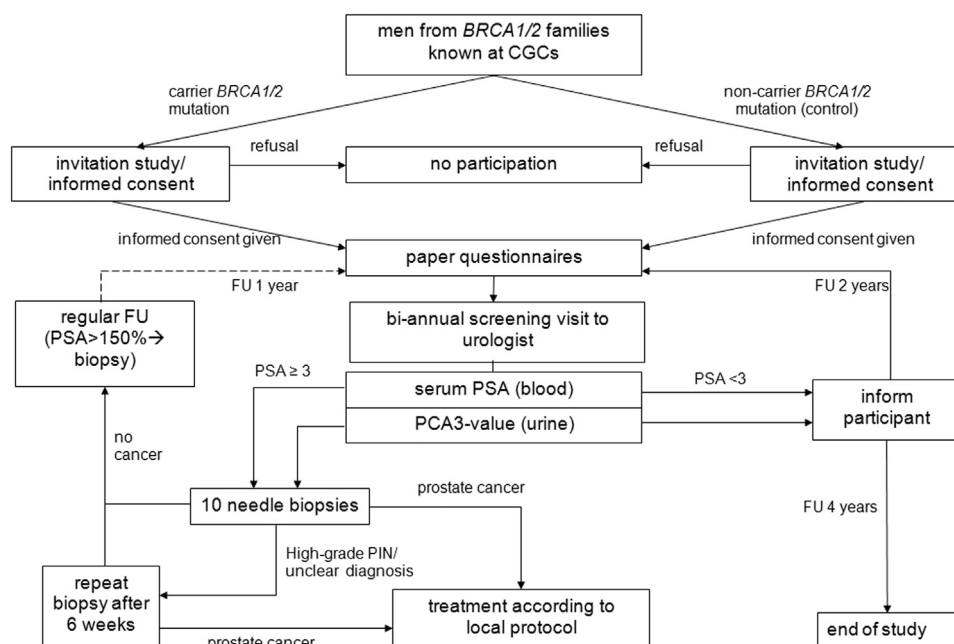 men from BRCA1/2 families
known at CGCs
carrier BRCA1/2
mutation
non-carrier BRCA1/2
mutation (control)
invitation study/
informed consent
refusal
no participation
refusal
invitation study/
informed consent
informed consent given
informed consent given
paper questionnaires
FU 1 year
FU 2 years
regular FU
(PSA>150%→
biopsy)
bi-annual screening visit to
urologist
PSA ≥ 3
serum PSA (blood)
PSA <3
PCA3-value (urine)
inform
participant
no
cancer
10 needle biopsies
prostate cancer
FU 4 years
High-grade PIN/
unclear diagnosis
repeat
biopsy after
6 weeks
treatment according to
local protocol
prostate cancer
end of study